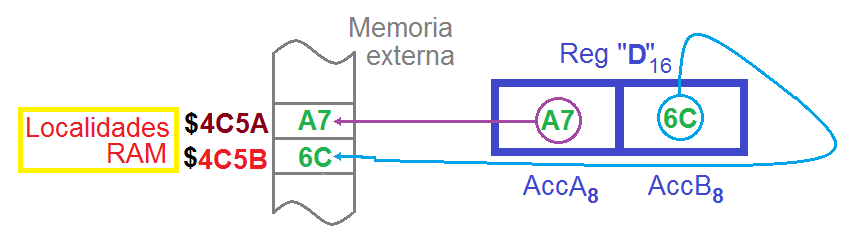 Memoria
externa
Reg "D"16
Localidades
RAM
$4C5A
A7
A7
6C
$4C5B
6C
AccA8
AccB8